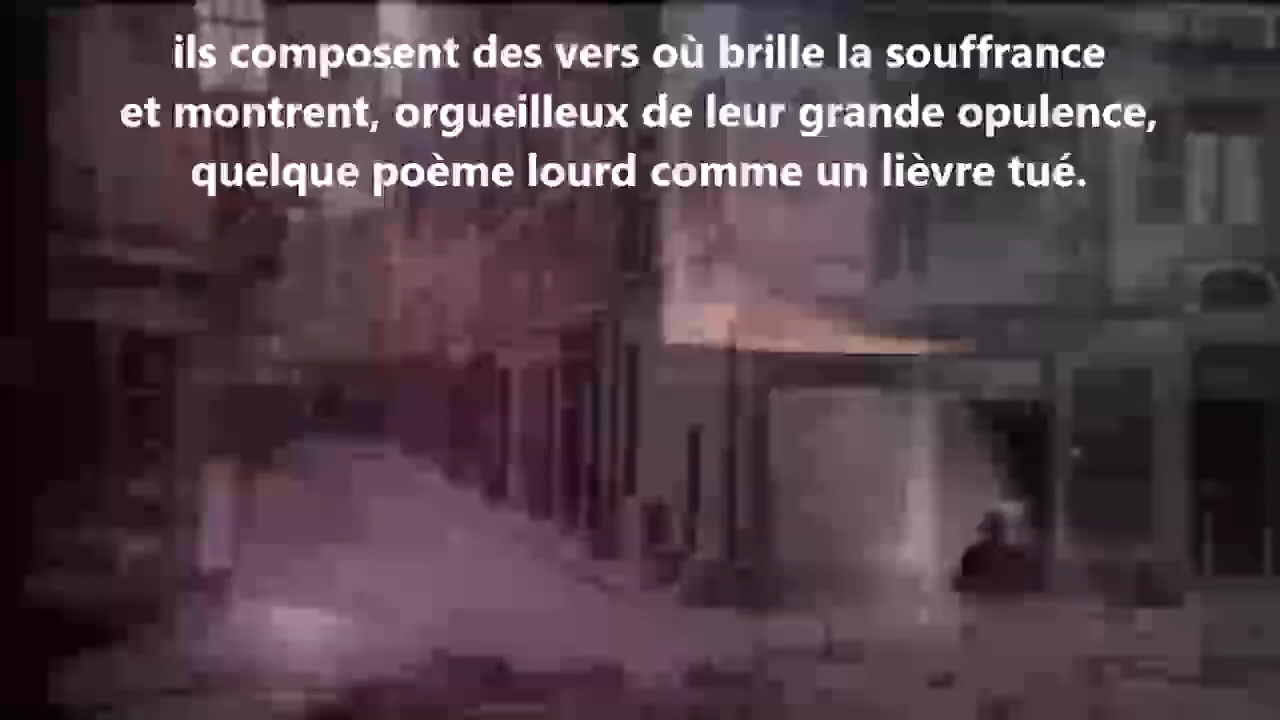 ils composent des vers où brille la souffrance
et montrent, orgueilleux de leur grande opulence,
quelque poème lourd comme un lièvre tué.